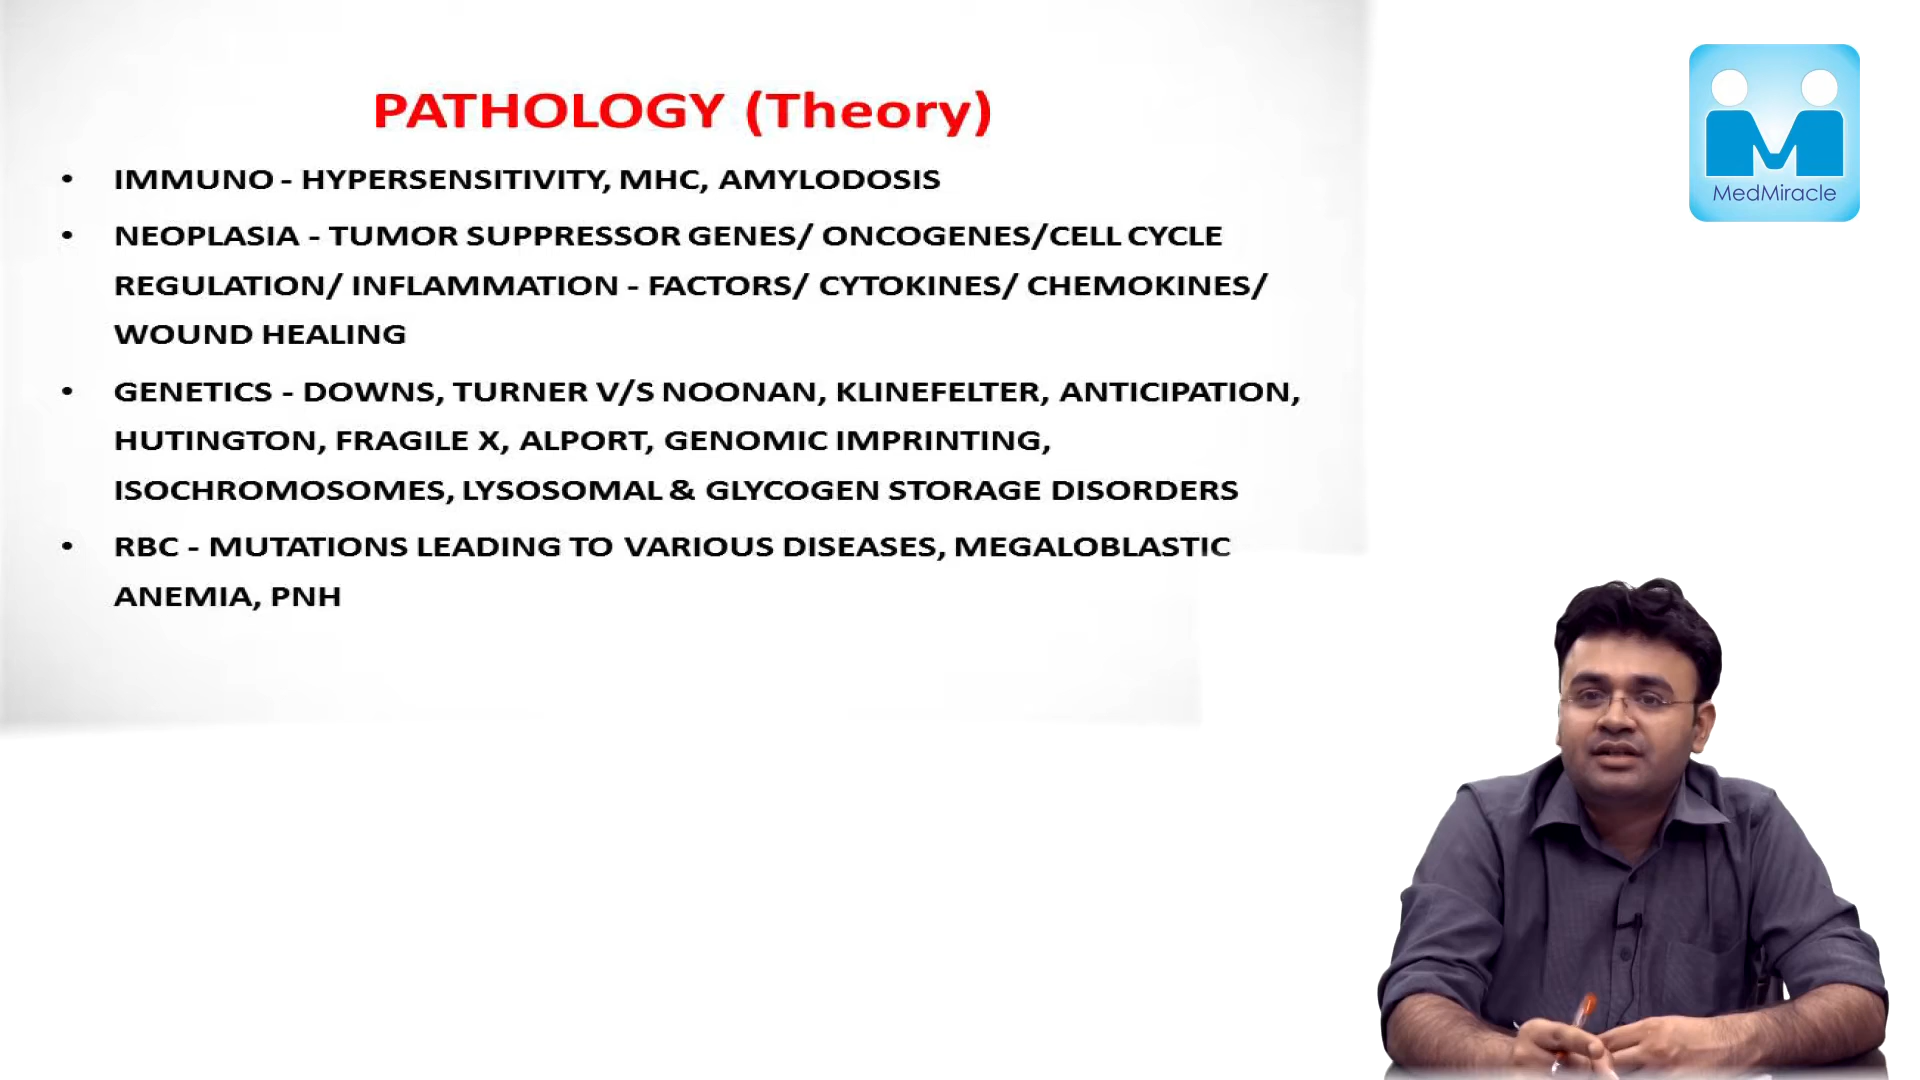 PATHOLOGY (Theory)
• IMMUNO - HYPERSENSITIVITY, MHC, AMYLODOSIS
• NEOPLASIA - TUMOR SUPPRESSOR GENES/ ONCOGENES/CELL CYCLE
REGULATION/ INFLAMMATION - FACTORS/ CYTOKINES/ CHEMOKINES/
WOUND HEALING
• GENETICS - DOWNS, TURNER V/S NOONAN, KLINEFELTER, ANTICIPATION,
HUTINGTON, FRAGILE X, ALPORT, GENOMIC IMPRINTING,
ISOCHROMOSOMES, LYSOSOMAL & GLYCOGEN STORAGE DISORDERS
• RBC - MUTATIONS LEADING TO VARIOUS DISEASES, MEGALOBLASTIC
ANEMIA, PNH
MedMiracle